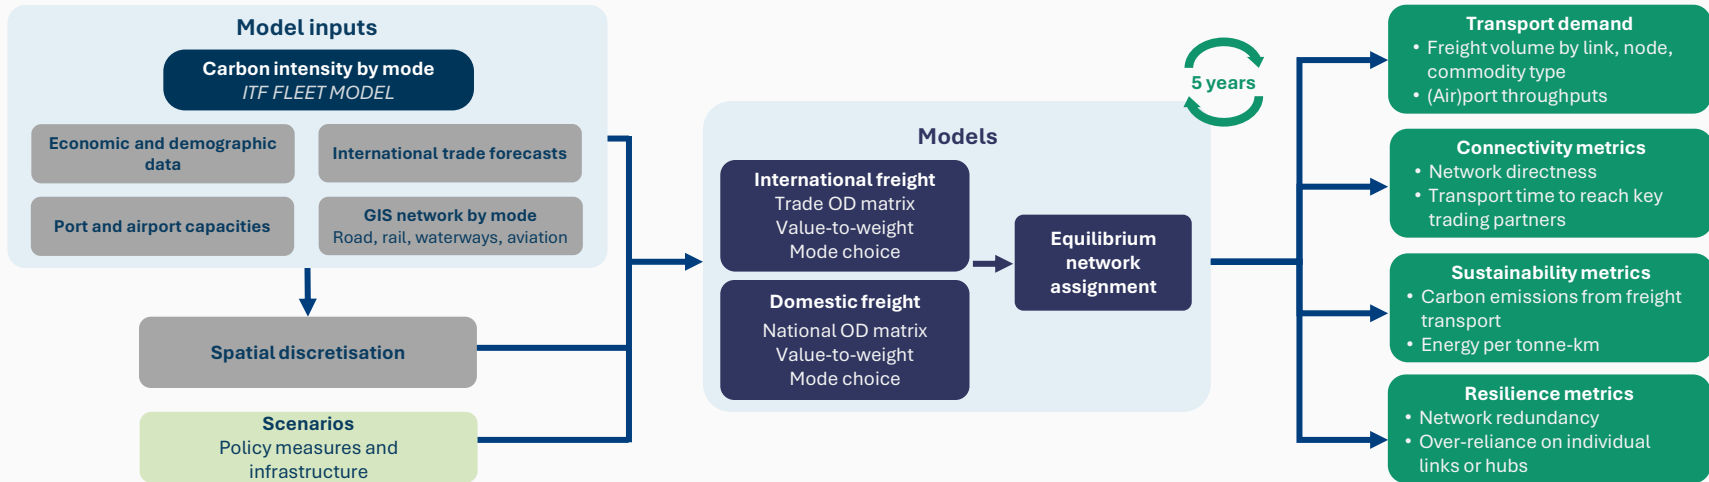 Model inputs
Carbon intensity by mode
ITF FLEET MODEL
Economic and demographic
data
International trade forecasts
Port and airport capacities
GIS network by mode
Road, rail, waterways, aviation
Spatial discretisation
Scenarios
Policy measures and
infrastructure
5 years
Models
International freight
Trade OD matrix
Value-to-weight
Mode choice
Domestic freight
National OD matrix
Value-to-weight
Mode choice
Equilibrium
network
assignment
Transport demand
• Freight volume by link, node,
commodity type
• (Air)port throughputs
Connectivity metrics
• Network directness
• Transport time to reach key
trading partners
Sustainability metrics
• Carbon emissions from freight
transport
• Energy per tonne-km
Resilience metrics
• Network redundancy
• Over-reliance on individual
links or hubs